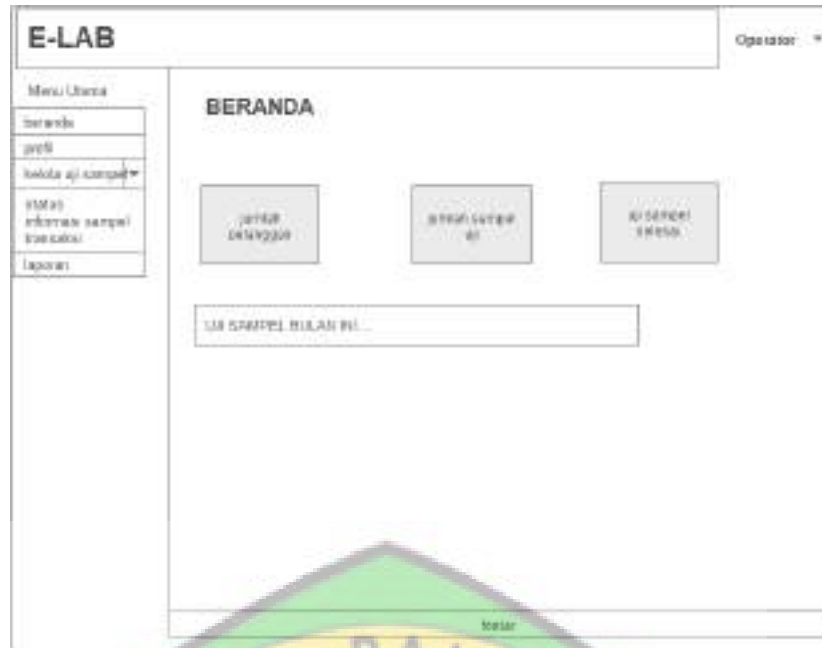 E-LAB
Operator
Menu Utama
beranda
profil
kelola uji sampel
status
informasi sampel
transaksi
laporan
BERANDA
jumlah
pelanggan
jumlah sampel
uji
uji sampel
selesai
UJI SAMPEL BULAN INI...
footer